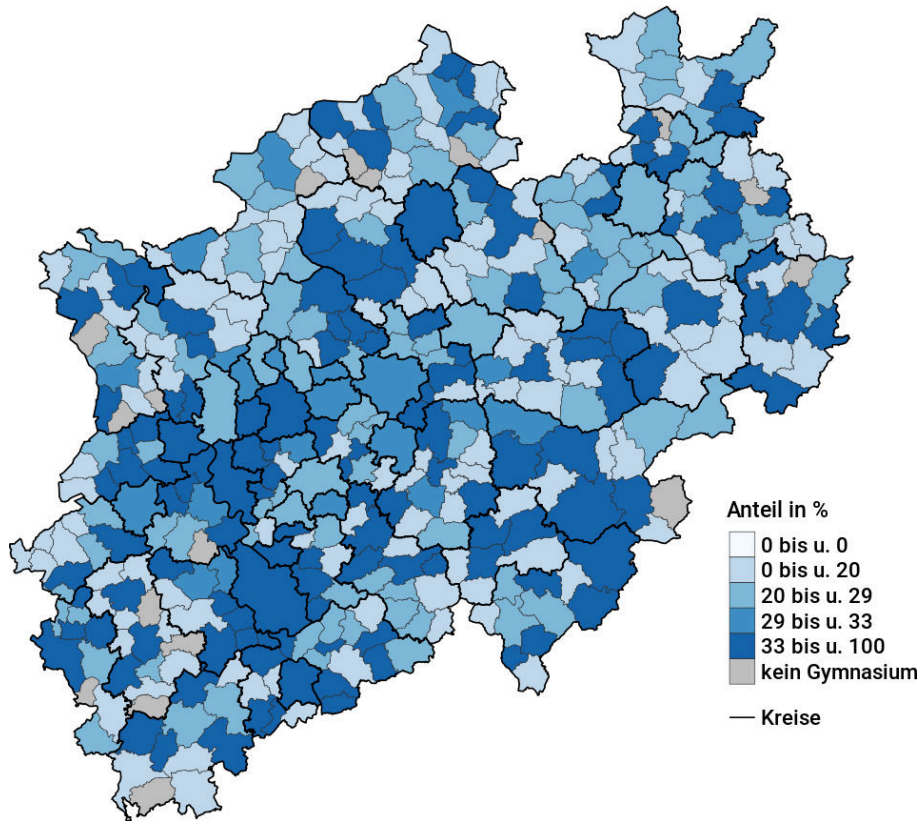 Anteil in %
0 bis u. 0
0 bis u. 20
20 bis u. 29
29 bis u. 33
33 bis u. 100
kein Gymnasium
Kreise